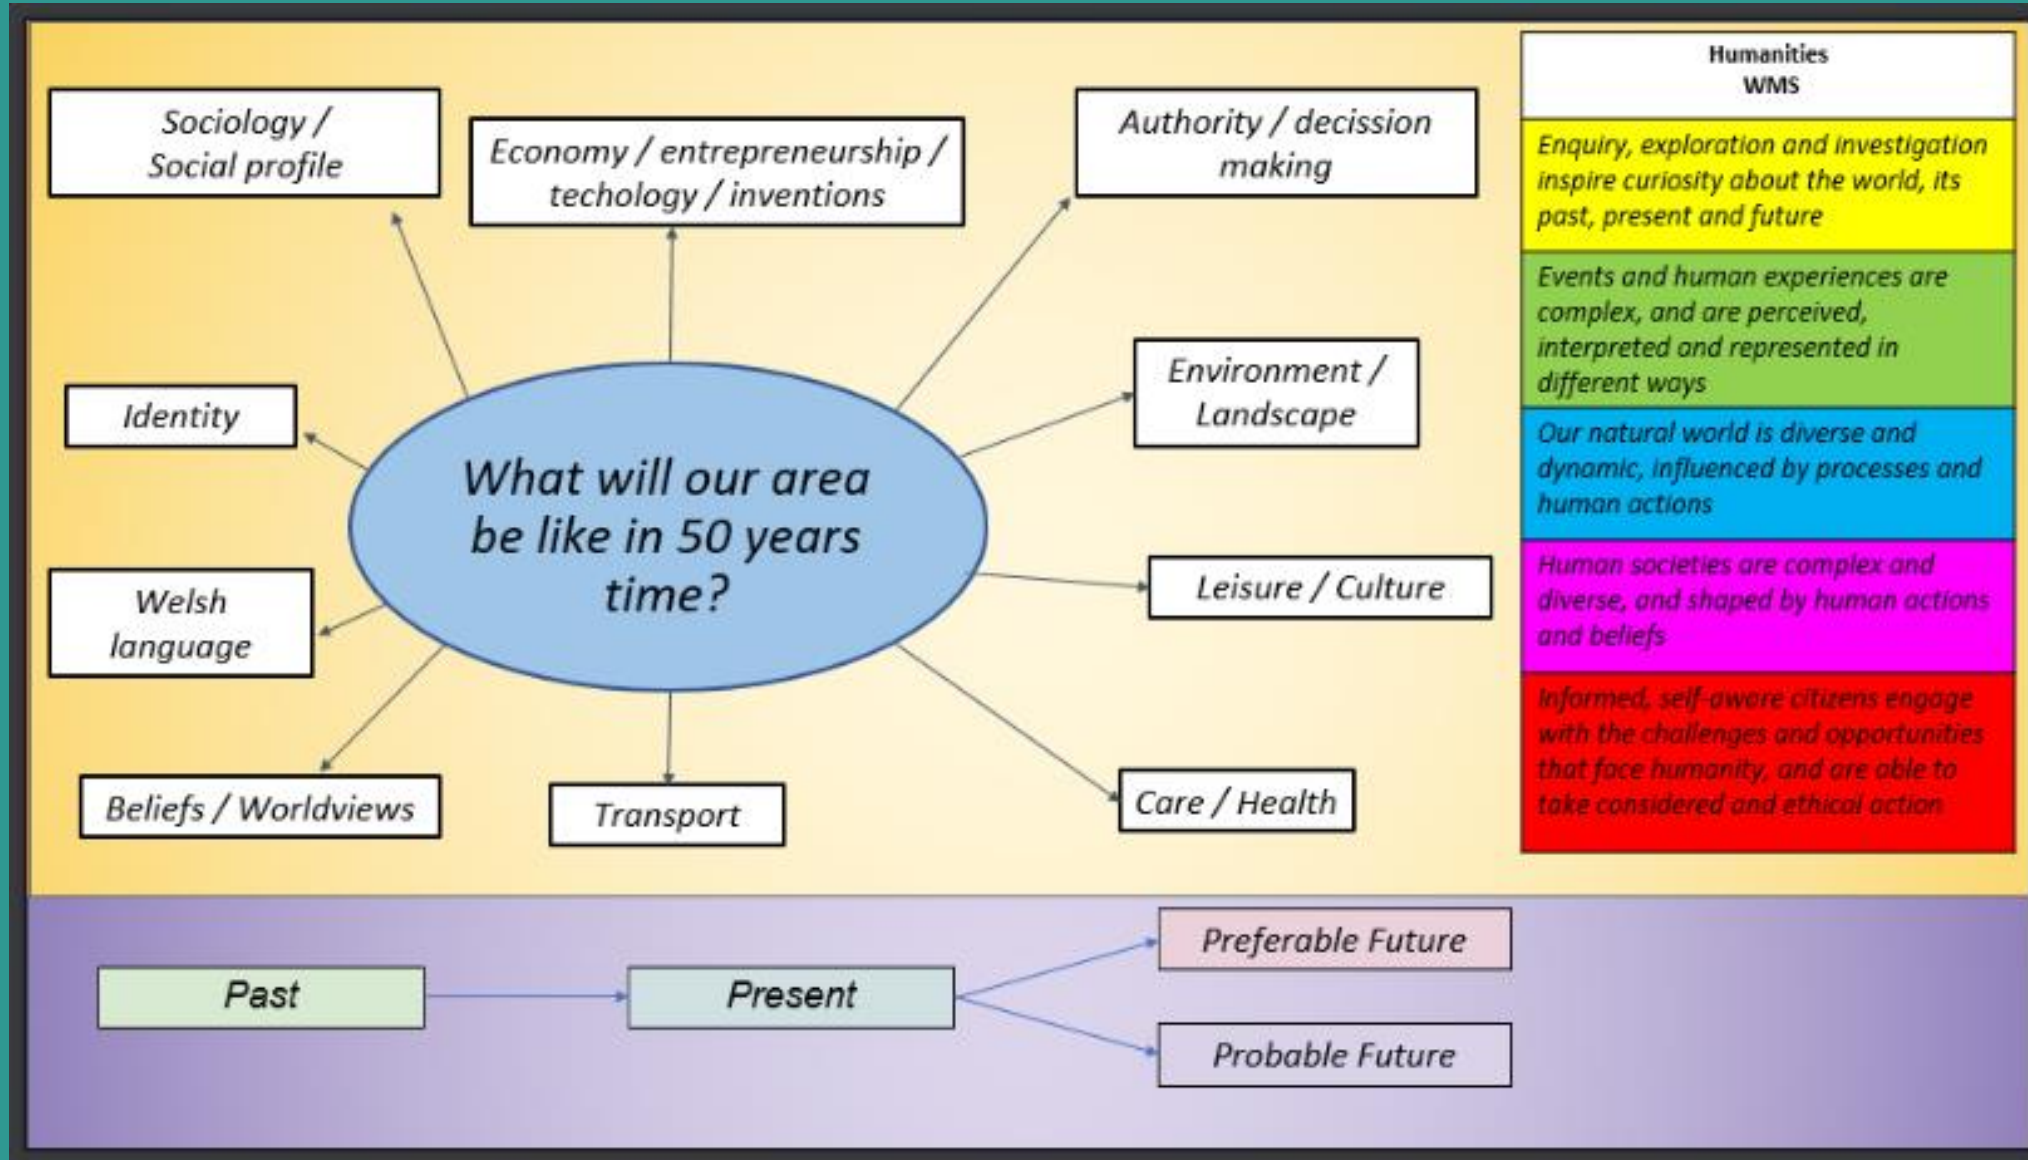 Sociology /
Social profile
Economy / entrepreneurship /
techology / inventions
Authority / decission
making
Identity
Environment /
Landscape
What will our area
be like in 50 years
time?
Welsh
language
Leisure / Culture
Beliefs / Worldviews
Transport
Care / Health
Humanities
WMS
Enquiry, exploration and investigation
inspire curiosity about the world, its
past, present and future
Events and human experiences are
complex, and are perceived,
interpreted and represented in
different ways
Our natural world is diverse and
dynamic, influenced by processes and
human actions
Human societies are complex and
diverse, and shaped by human actions
and beliefs
Informed, self-aware citizens engage
with the challenges and opportunities
that face humanity, and are able to
take considered and ethical action
Past
Present
Preferable Future
Probable Future